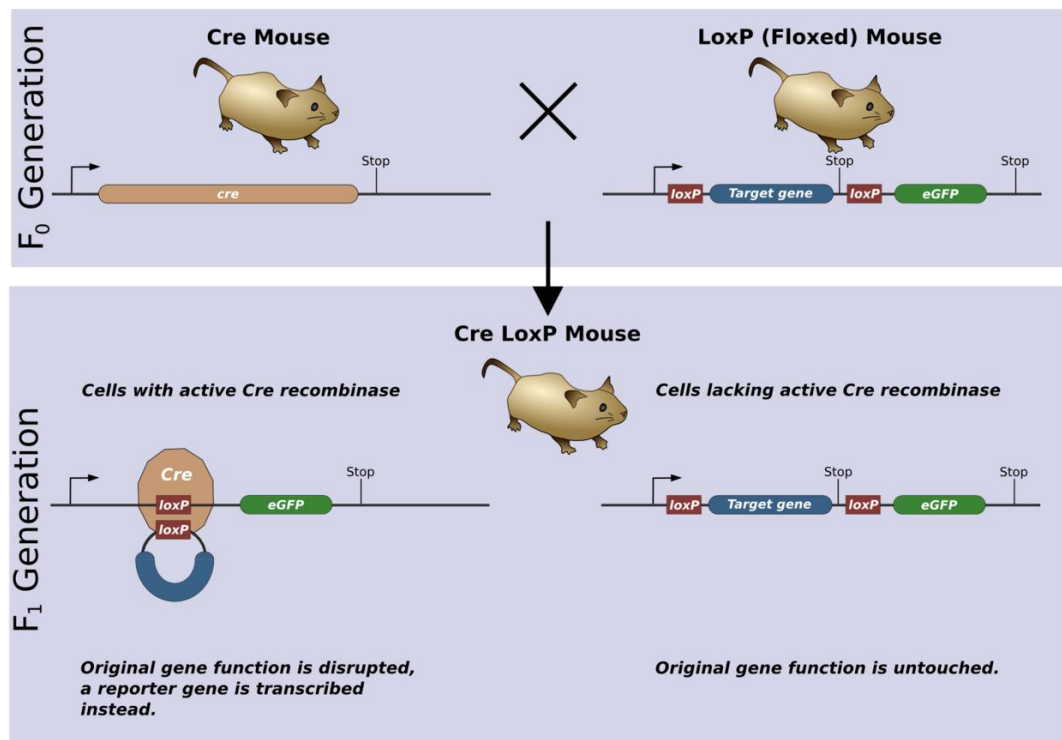 F0 Generation
Cre Mouse
LoxP (Floxed) Mouse
Stop
cre
Stop
Stop
loxP
Target gene
loxP
eGFP
F1 Generation
Cre LoxP Mouse
Cells with active Cre recombinase
Cells lacking active Cre recombinase
Cre
Stop
loxP
eGFP
loxP
Stop
Stop
loxP
Target gene
loxP
eGFP
Original gene function is disrupted,
a reporter gene is transcribed
instead.
Original gene function is untouched.